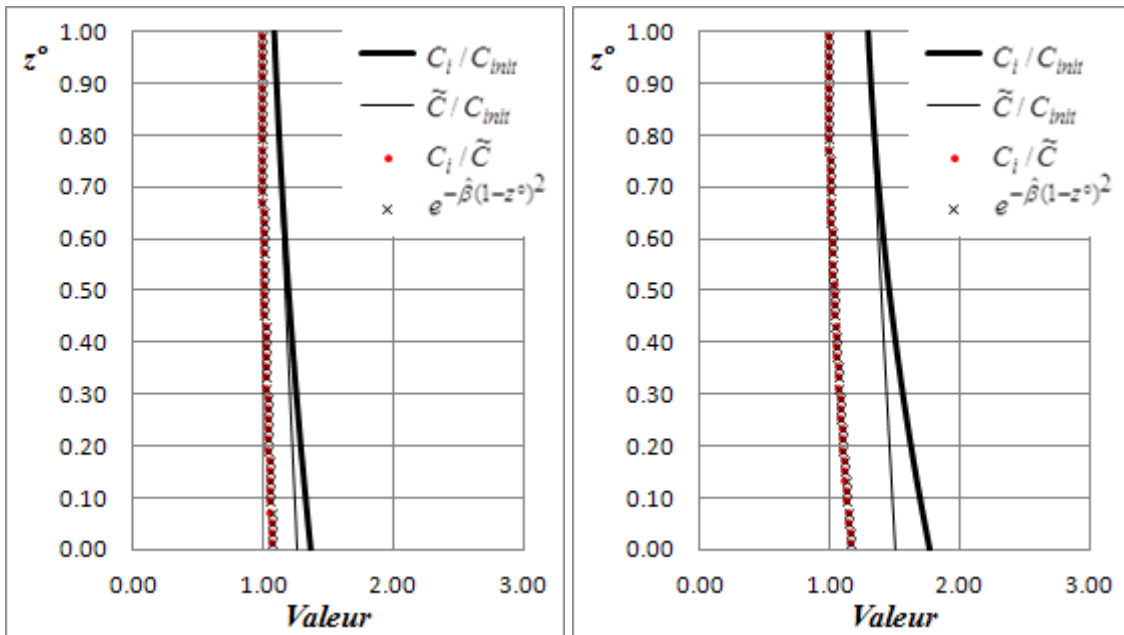 1.00
z°
0.90
0.80
0.70
0.60
0.50
0.40
0.30
0.20
0.10
0.00
0.00 1.00 2.00 3.00
Valeur
C_i / C_init
C̃ / C_init
C_i / C̃
e^{-β̂(1-z°)^2}
1.00
z°
0.90
0.80
0.70
0.60
0.50
0.40
0.30
0.20
0.10
0.00
0.00 1.00 2.00 3.00
Valeur
C_i / C_init
C̃ / C_init
C_i / C̃
e^{-β̂(1-z°)^2}